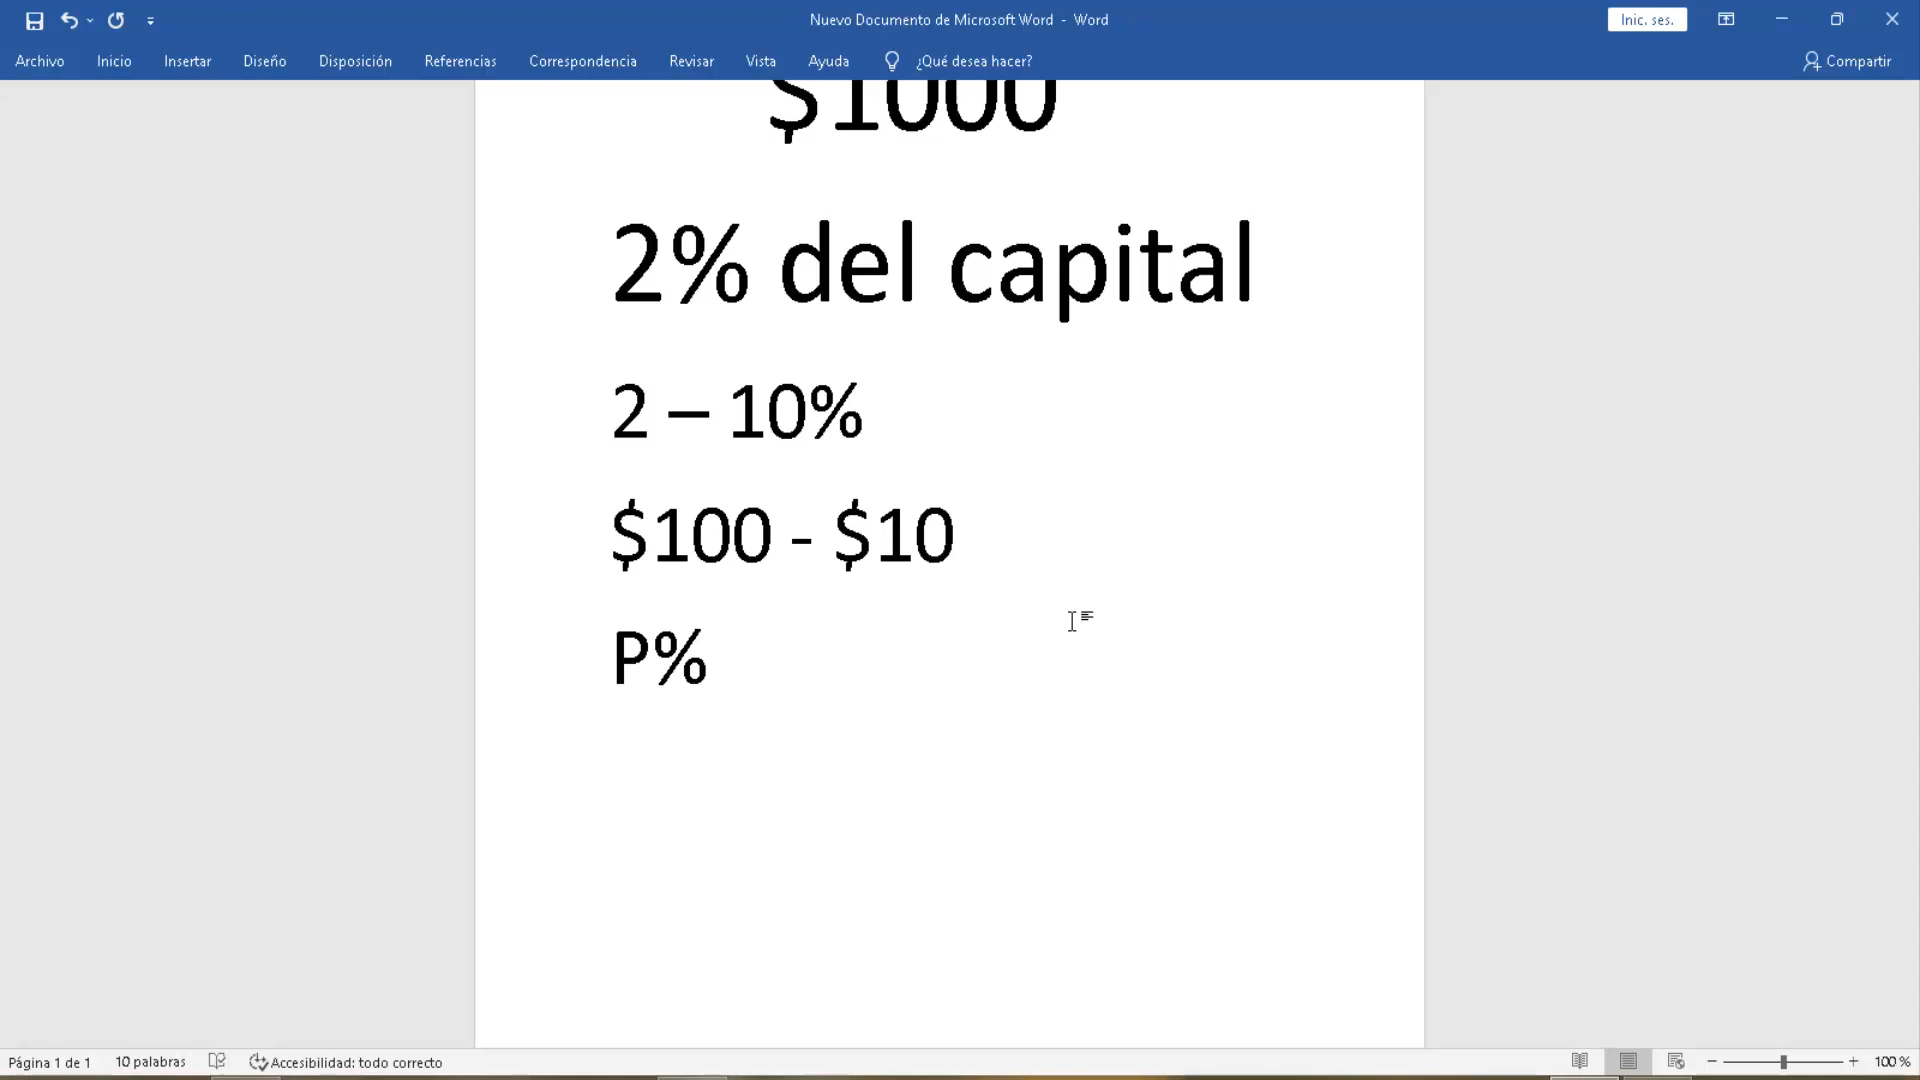 Nuevo Documento de Microsoft Word - Word
Inic. ses.
Archivo Inicio Insertar Diseño Disposición Referencias Correspondencia Revisar Vista Ayuda ¿Qué desea hacer? Compartir
$1000
2% del capital
2 – 10%
$100 - $10
P%
Página 1 de 1 10 palabras Accesibilidad: todo correcto 100 %